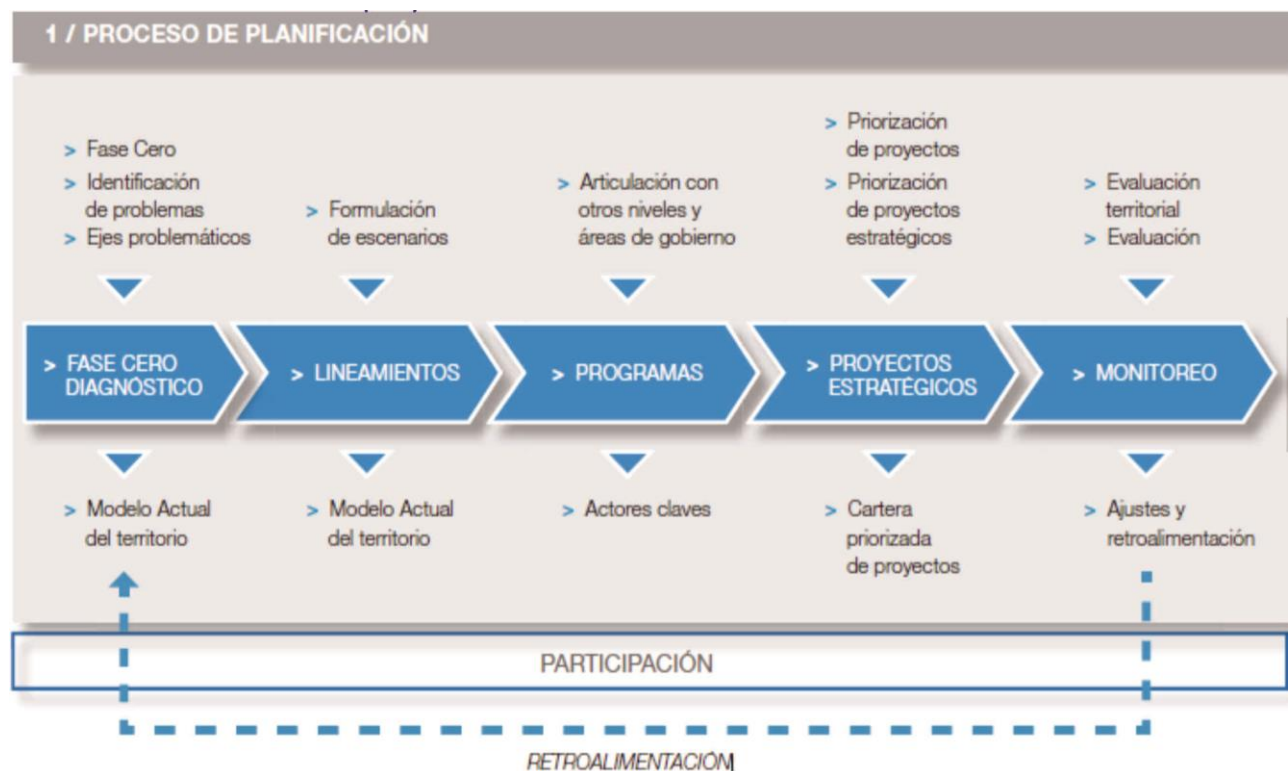 1 / PROCESO DE PLANIFICACIÓN
> Fase Cero
> Identificación
de problemas
> Ejes problemáticos
> Formulación
de escenarios
> Articulación con
otros niveles y
áreas de gobierno
> Priorización
de proyectos
> Priorización
de proyectos
estratégicos
> Evaluación
territorial
> Evaluación
> FASE CERO
DIAGNÓSTICO
> LINEAMIENTOS
> PROGRAMAS
> PROYECTOS
ESTRATÉGICOS
> MONITOREO
> Modelo Actual
del territorio
> Modelo Actual
del territorio
> Actores claves
> Cartera
priorizada
de proyectos
> Ajustes y
retroalimentación
PARTICIPACIÓN
RETROALIMENTACIÓN